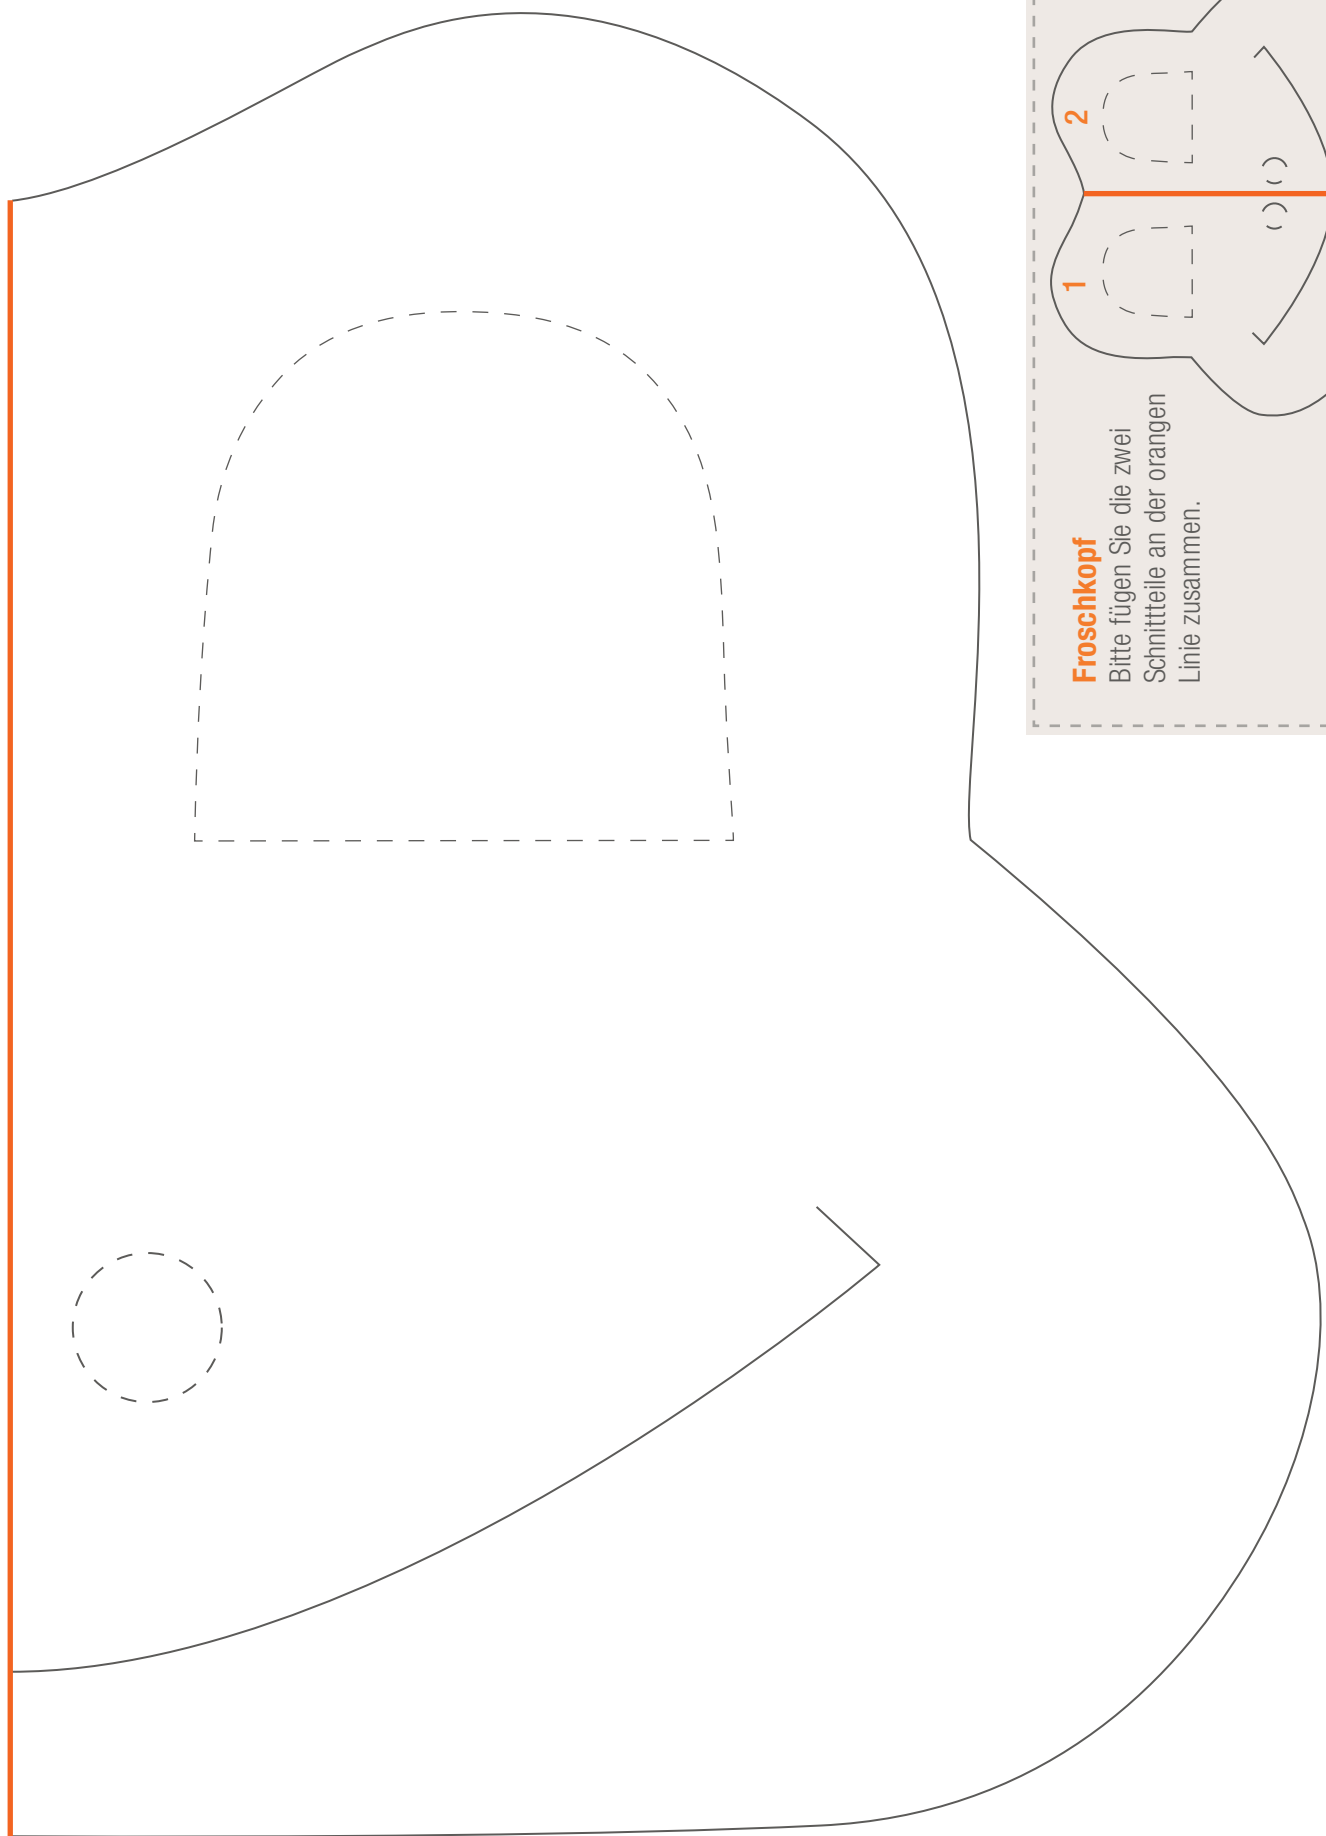 Froschkopf
Bitte fügen Sie die zwei
Schnittteile an der orangen
Linie zusammen.
1
2